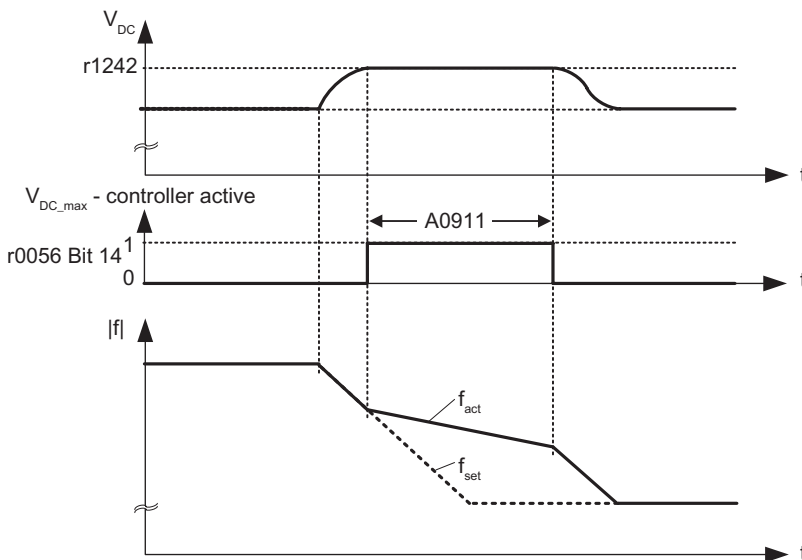 V_DC
r1242
t
V_DC_max - controller active
A0911
1
r0056 Bit 14
0
t
|f|
f_act
f_set
t